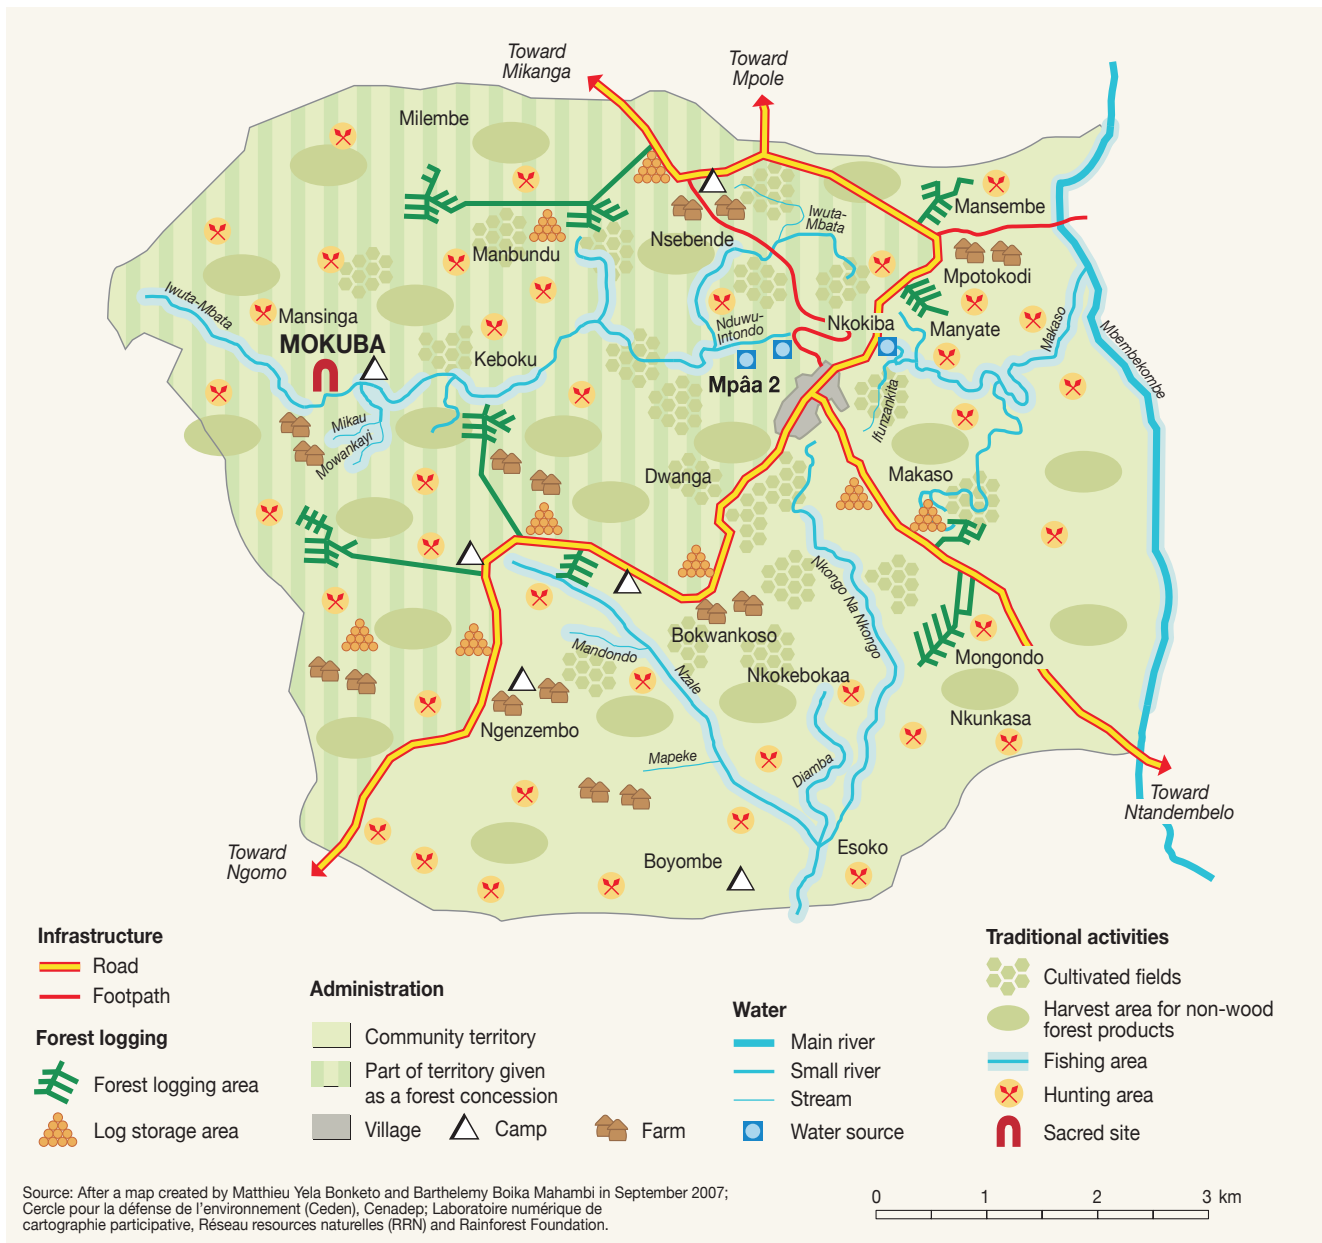 Toward
Mikanga
Toward
Mpole
Milembe
Mansembe
Iwuta-
Mbata
Nsebende
Manbundu
Mpotokodi
Iwuta-Mbata
Mansinga
MOKUBA
Nduwu-
Intondo
Nkokiba
Manyate
Makaso
Mbembekombe
Keboku
Mpâa 2
Ifunzankita
Mikau
Mowankayi
Dwanga
Makaso
Nkongo Na Nkongo
Bokwankoso
Mandondo
Nzale
Mongondo
Nkokebokaa
Ngenzembo
Nkunkasa
Mapeke
Diamba
Toward
Ntandembelo
Toward
Ngomo
Boyombe
Esoko
Infrastructure
Road
Footpath
Forest logging
Forest logging area
Log storage area
Administration
Community territory
Part of territory given
as a forest concession
Village
Camp
Farm
Water
Main river
Small river
Stream
Water source
Traditional activities
Cultivated fields
Harvest area for non-wood
forest products
Fishing area
Hunting area
Sacred site
Source: After a map created by Matthieu Yela Bonketo and Barthelemy Boika Mahambi in September 2007;
Cercle pour la défense de l'environnement (Ceden), Cenadep; Laboratoire numérique de
cartographie participative, Réseau resources naturelles (RRN) and Rainforest Foundation.
0 1 2 3 km